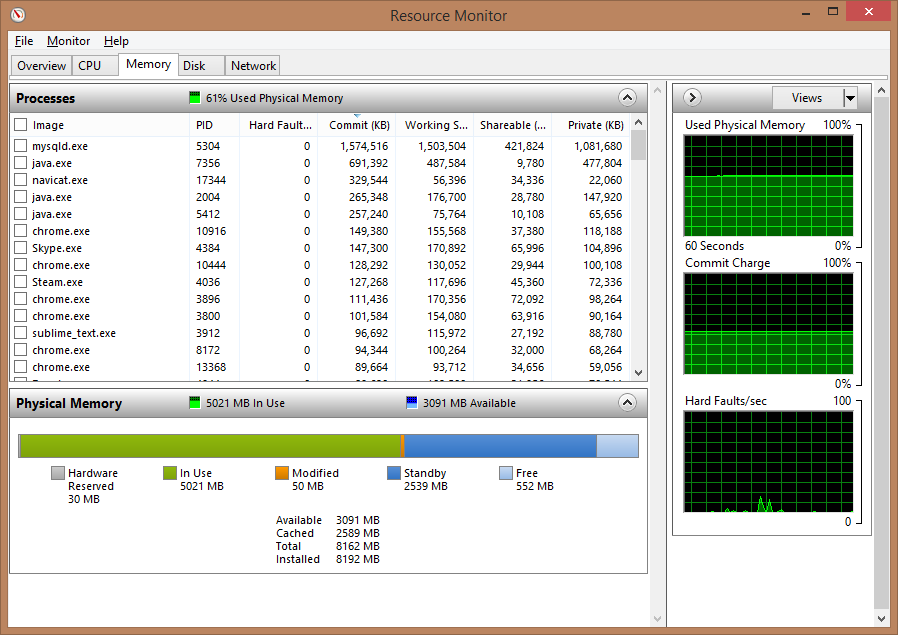 Resource Monitor
File Monitor Help
Overview CPU Memory Disk Network
Processes 61% Used Physical Memory
Image PID Hard Fault... Commit (KB) Working S... Shareable (... Private (KB)
mysqld.exe 5304 0 1,574,516 1,503,504 421,824 1,081,680
java.exe 7356 0 691,392 487,584 9,780 477,804
navicat.exe 17344 0 329,544 56,396 34,336 22,060
java.exe 2004 0 265,348 176,700 28,780 147,920
java.exe 5412 0 257,240 75,764 10,108 65,656
chrome.exe 10916 0 149,380 155,568 37,380 118,188
Skype.exe 4384 0 147,300 170,892 65,996 104,896
chrome.exe 10444 0 128,292 130,052 29,944 100,108
Steam.exe 4036 0 127,268 117,696 45,360 72,336
chrome.exe 3896 0 111,436 170,356 72,092 98,264
chrome.exe 3800 0 101,584 154,080 63,916 90,164
sublime_text.exe 3912 0 96,692 115,972 27,192 88,780
chrome.exe 8172 0 94,344 100,264 32,000 68,264
chrome.exe 13368 0 89,664 93,712 34,656 59,056
Physical Memory 5021 MB In Use 3091 MB Available
Hardware Reserved
30 MB
In Use
5021 MB
Modified
50 MB
Standby
2539 MB
Free
552 MB
Available 3091 MB
Cached 2589 MB
Total 8162 MB
Installed 8192 MB
Views
Used Physical Memory 100%
60 Seconds 0%
Commit Charge 100%
0%
Hard Faults/sec 100
0